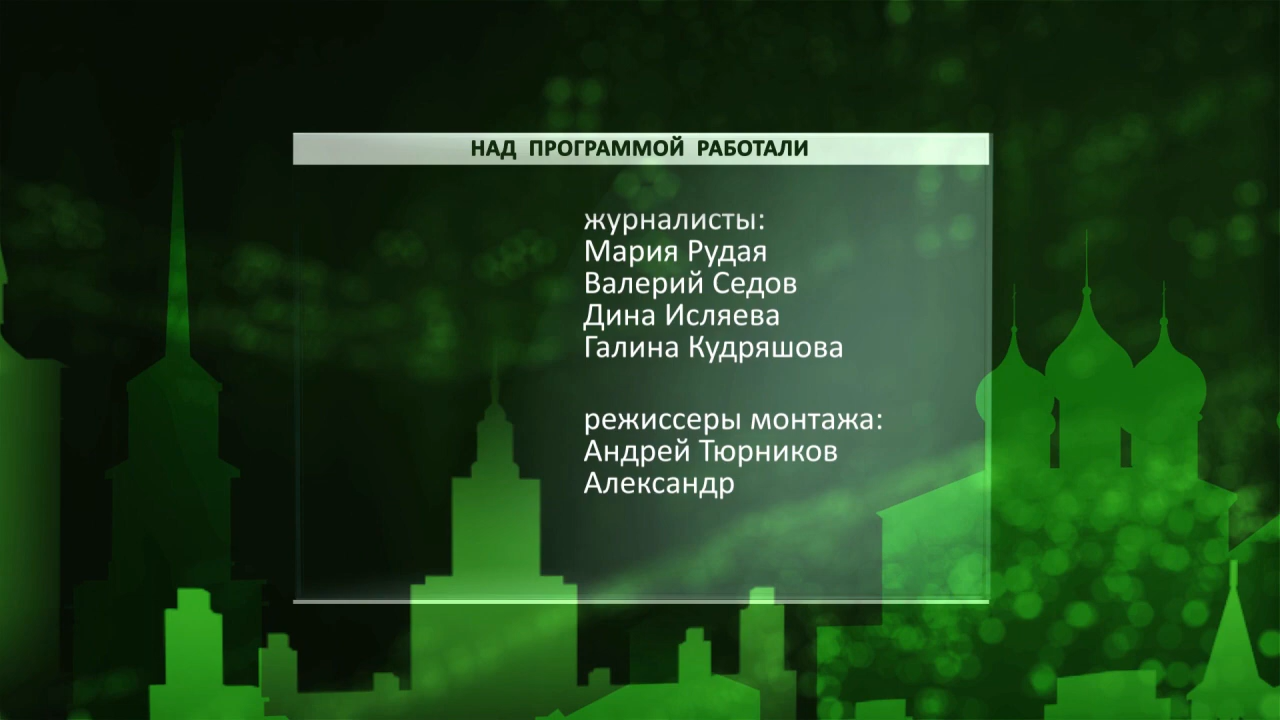 НАД ПРОГРАММОЙ РАБОТАЛИ
журналисты:
Мария Рудая
Валерий Седов
Дина Исляева
Галина Кудряшова
режиссеры монтажа:
Андрей Тюрников
Александр